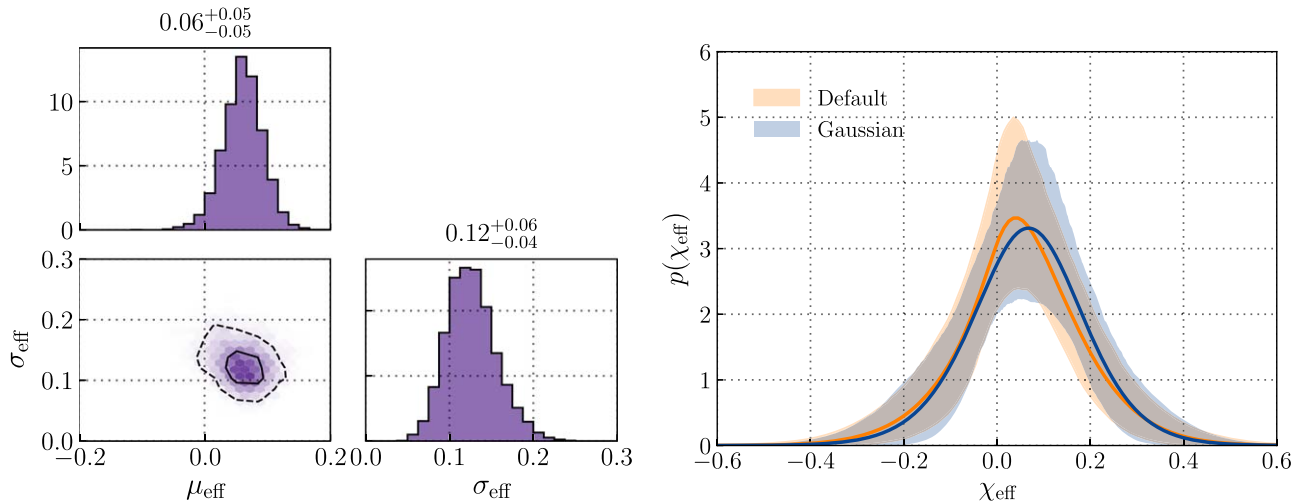 0.06^{+0.05}_{-0.05}
10
5
0
0.12^{+0.06}_{-0.04}
0.3
0.2
0.1
0.0
σ_eff
−0.2 0.0 0.2
μ_eff
0.0 0.1 0.2 0.3
σ_eff
6
5
4
3
2
1
0
p(χ_eff)
Default
Gaussian
−0.6 −0.4 −0.2 0.0 0.2 0.4 0.6
χ_eff